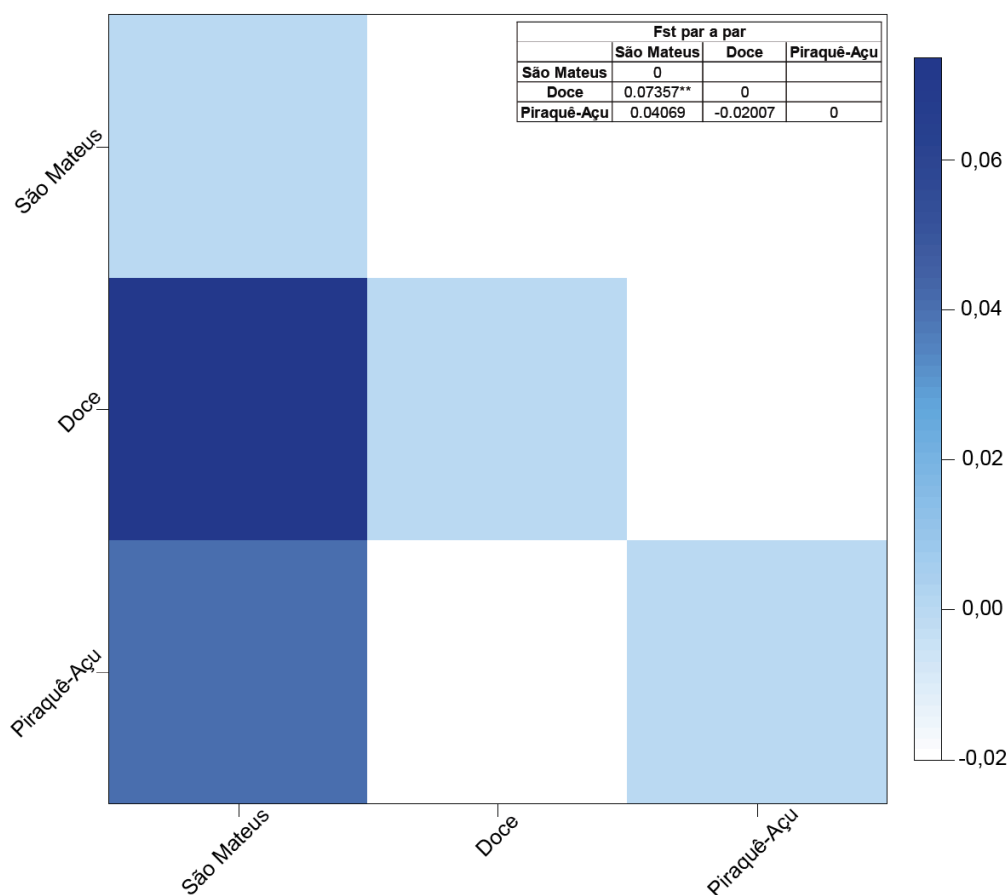 Fst par a par
São Mateus Doce Piraquê-Açu
São Mateus 0
Doce 0.07357** 0
Piraquê-Açu 0.04069 -0.02007 0
São Mateus
Doce
Piraquê-Açu
São Mateus
Doce
Piraquê-Açu
0,06
0,04
0,02
0,00
-0,02